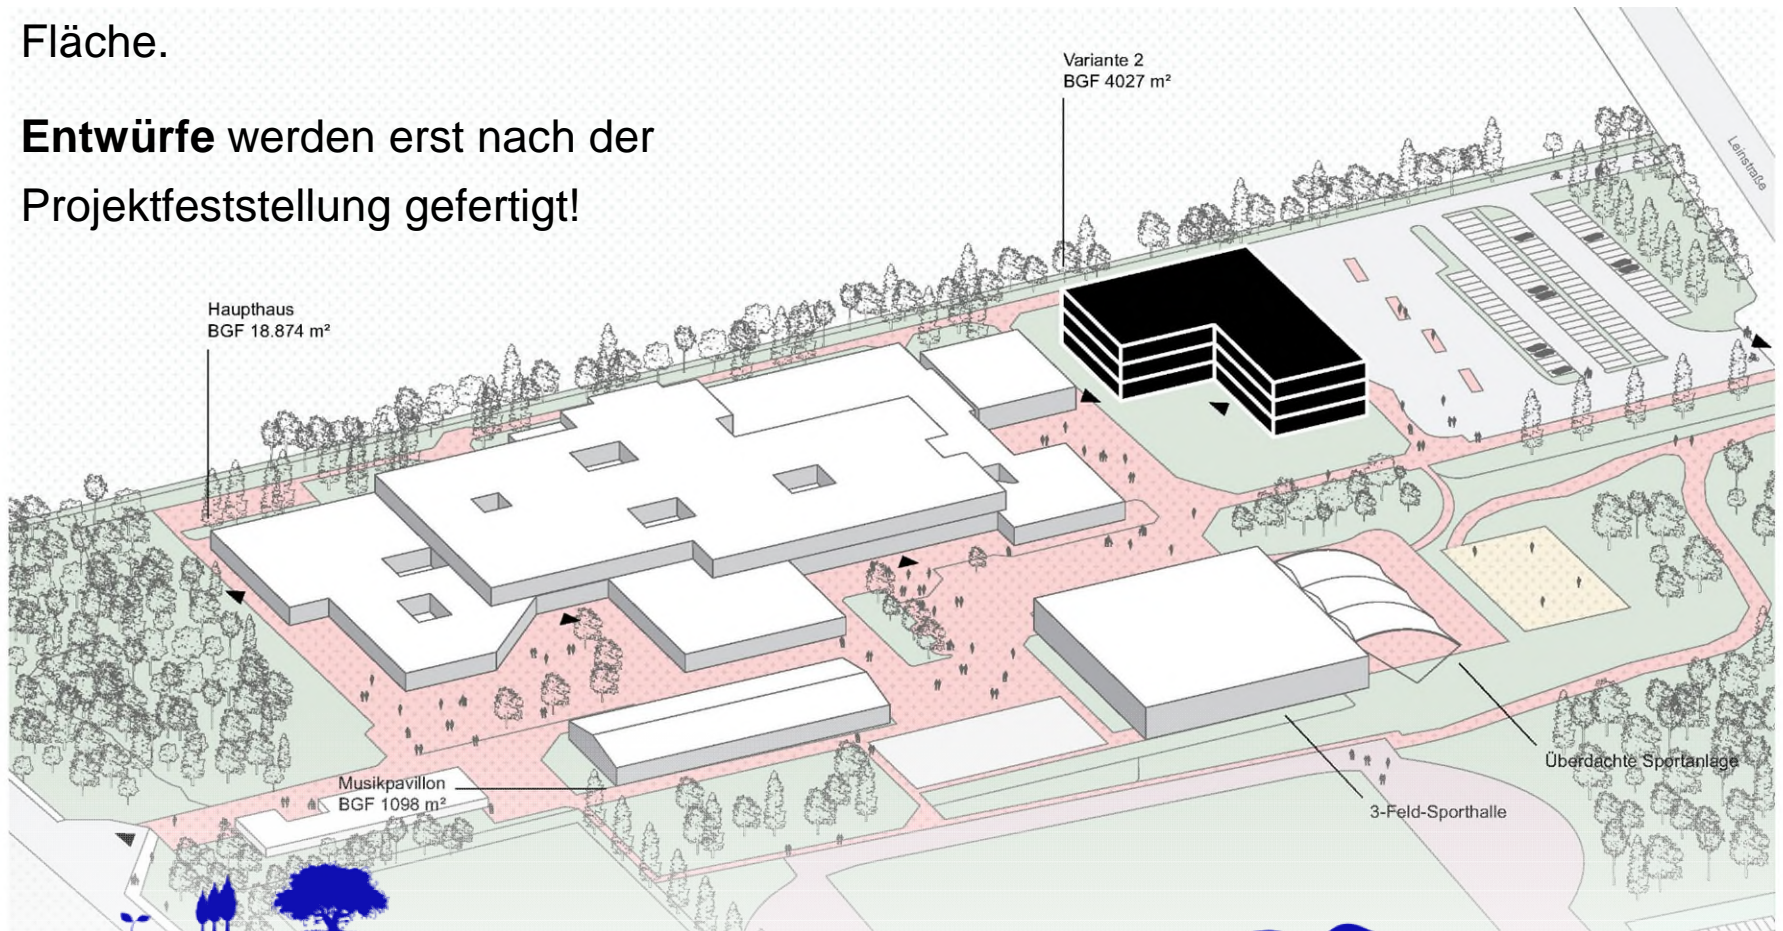 Fläche.
Entwürfe werden erst nach der
Projektfeststellung gefertigt!
Variante 2
BGF 4027 m²
Leinstraße
Haupthaus
BGF 18.874 m²
Musikpavillon
BGF 1098 m²
Überdachte Sportanlage
3-Feld-Sporthalle